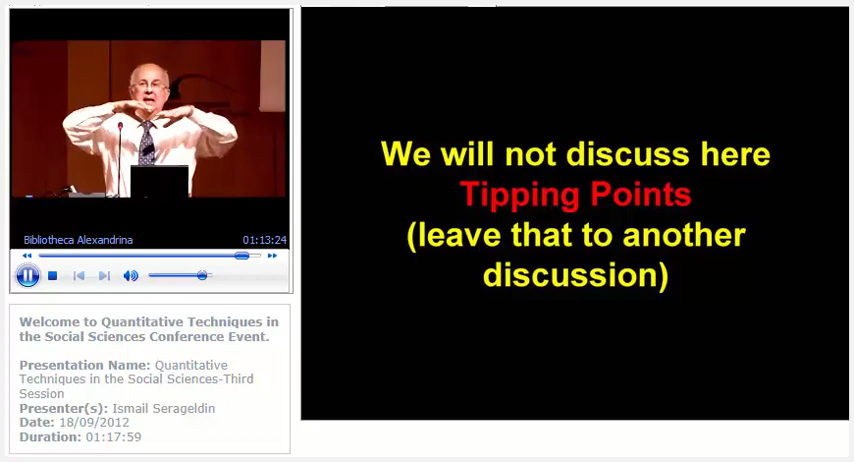 Bibliotheca Alexandrina 01:13:24
Welcome to Quantitative Techniques in
the Social Sciences Conference Event.
Presentation Name: Quantitative
Techniques in the Social Sciences-Third
Session
Presenter(s): Ismail Serageldin
Date: 18/09/2012
Duration: 01:17:59
We will not discuss here
Tipping Points
(leave that to another
discussion)